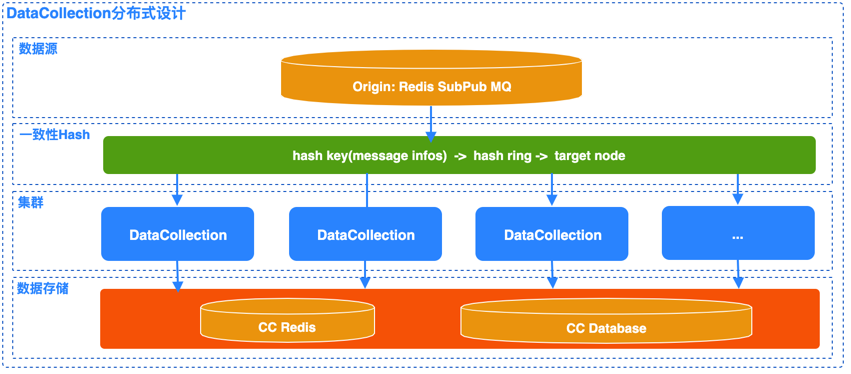 DataCollection分布式设计
数据源
Origin: Redis SubPub MQ
一致性Hash
hash key(message infos) -> hash ring -> target node
集群
DataCollection
DataCollection
DataCollection
...
数据存储
CC Redis
CC Database